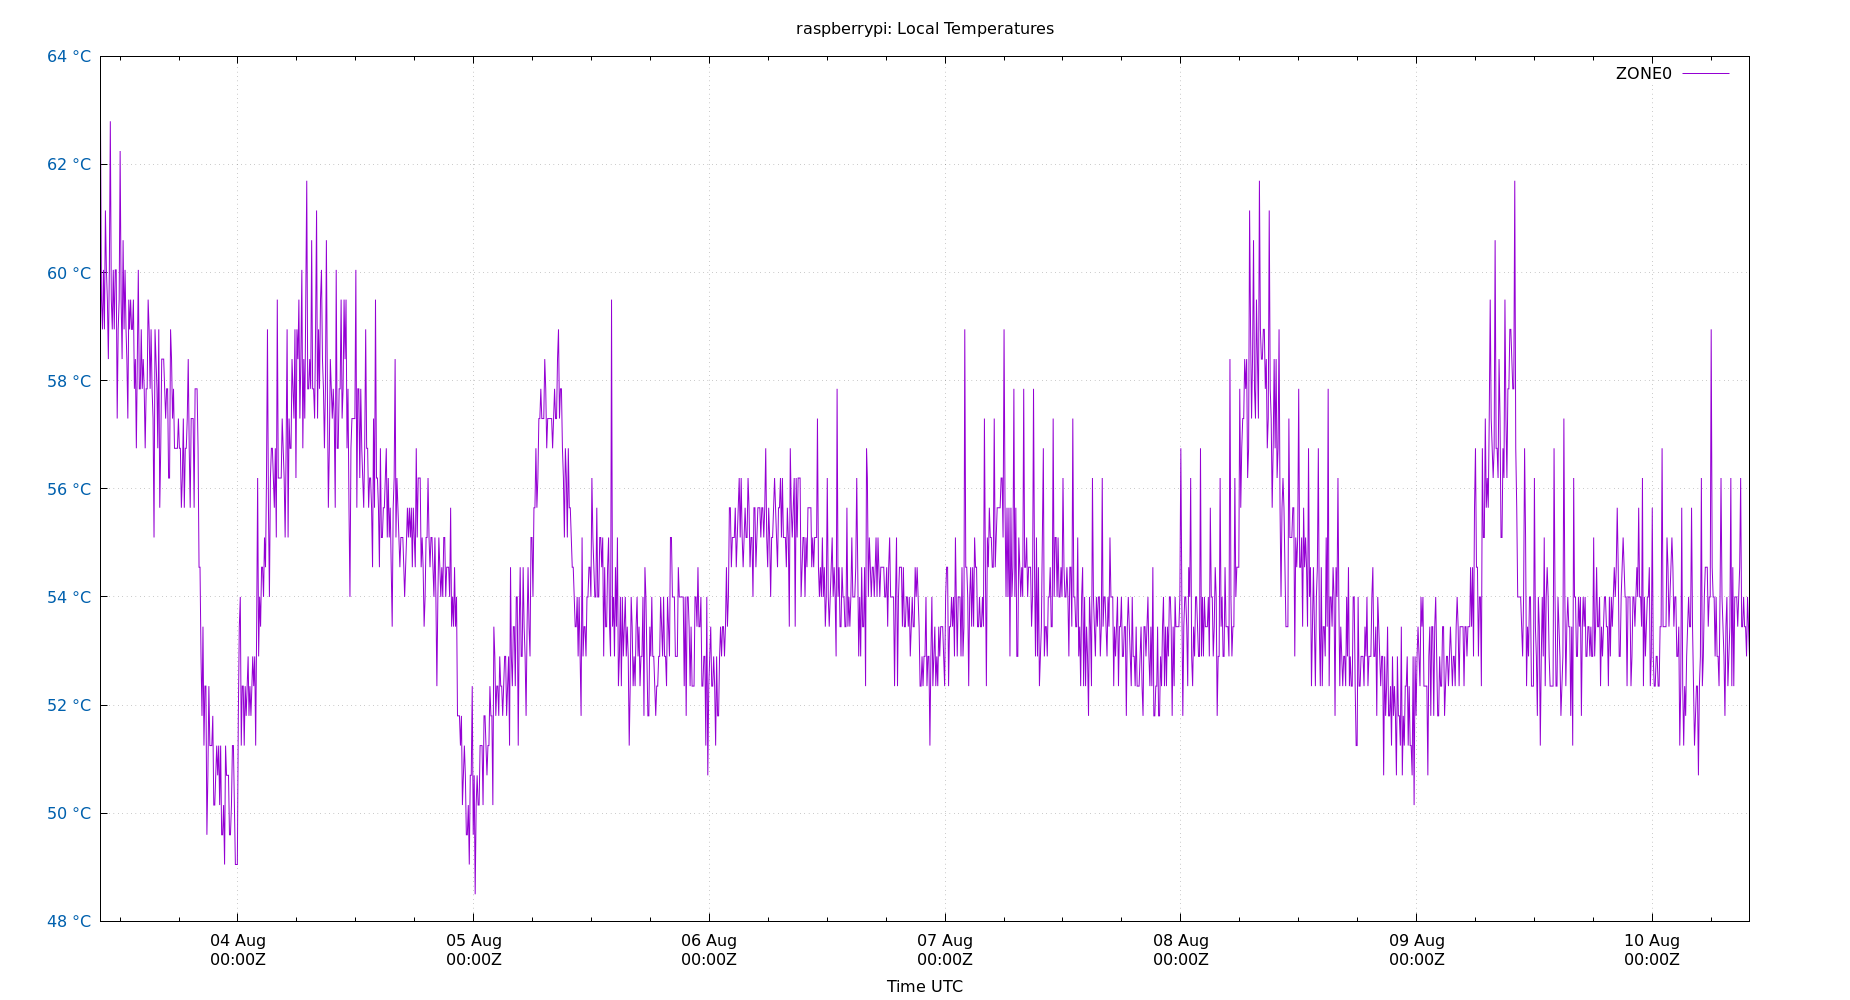 raspberrypi: Local Temperatures
64 °C
ZONE0
62 °C
60 °C
58 °C
56 °C
54 °C
52 °C
50 °C
48 °C
04 Aug 05 Aug 06 Aug 07 Aug 08 Aug 09 Aug 10 Aug
00:00Z 00:00Z 00:00Z 00:00Z 00:00Z 00:00Z 00:00Z
Time UTC